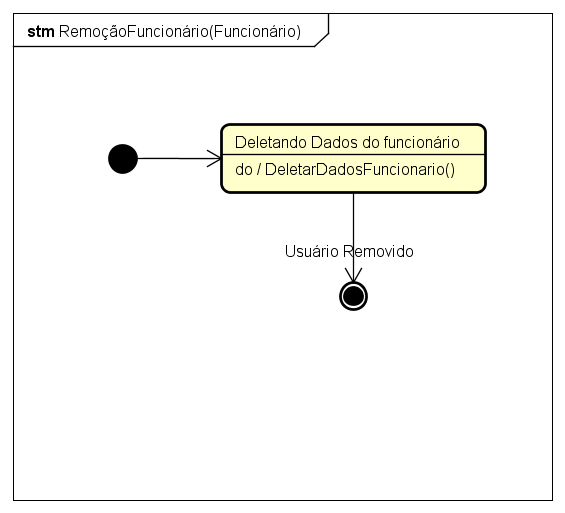 stm RemoçãoFuncionário(Funcionário)
Deletando Dados do funcionário
do / DeletarDadosFuncionario()
Usuário Removido